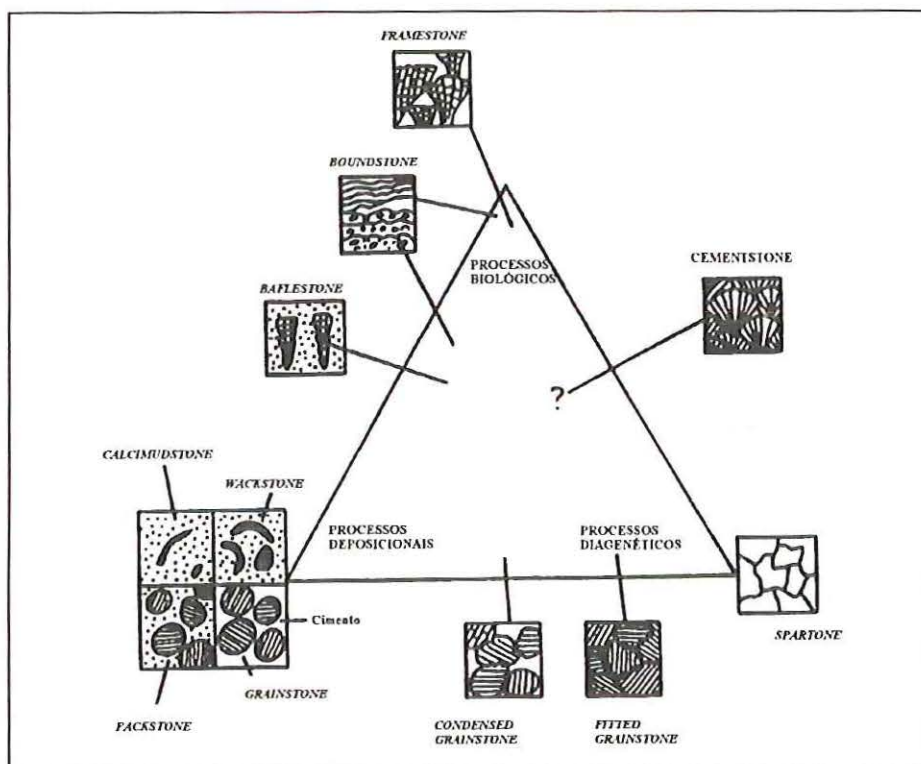 FRAMESTONE
BOUNDSTONE
PROCESSOS
BIOLÓGICOS
CEMENTSTONE
BAFLESTONE
?
CALCIMUDSTONE
WACKSTONE
PROCESSOS
DEPOSICIONAIS
PROCESSOS
DIAGENÉTICOS
Cimento
SPARTONE
GRAINSTONE
PACKSTONE
CONDENSED
GRAINSTONE
FITTED
GRAINSTONE